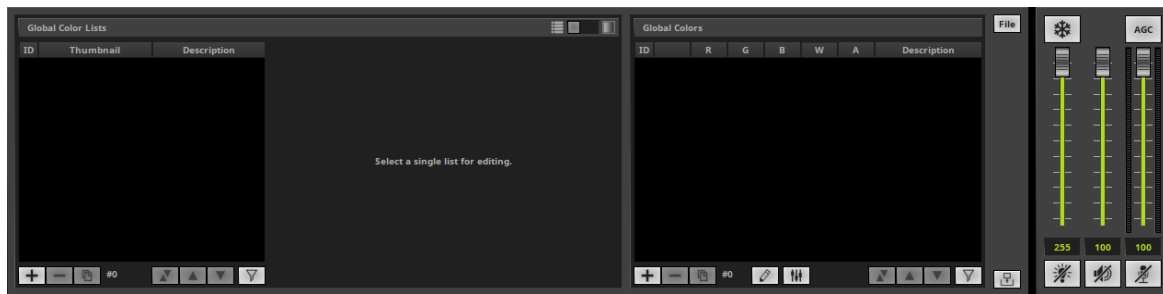 Global Color Lists
Global Colors
File
AGC
ID Thumbnail Description
ID R G B W A Description
Select a single list for editing.
255 100 100
#0
#0